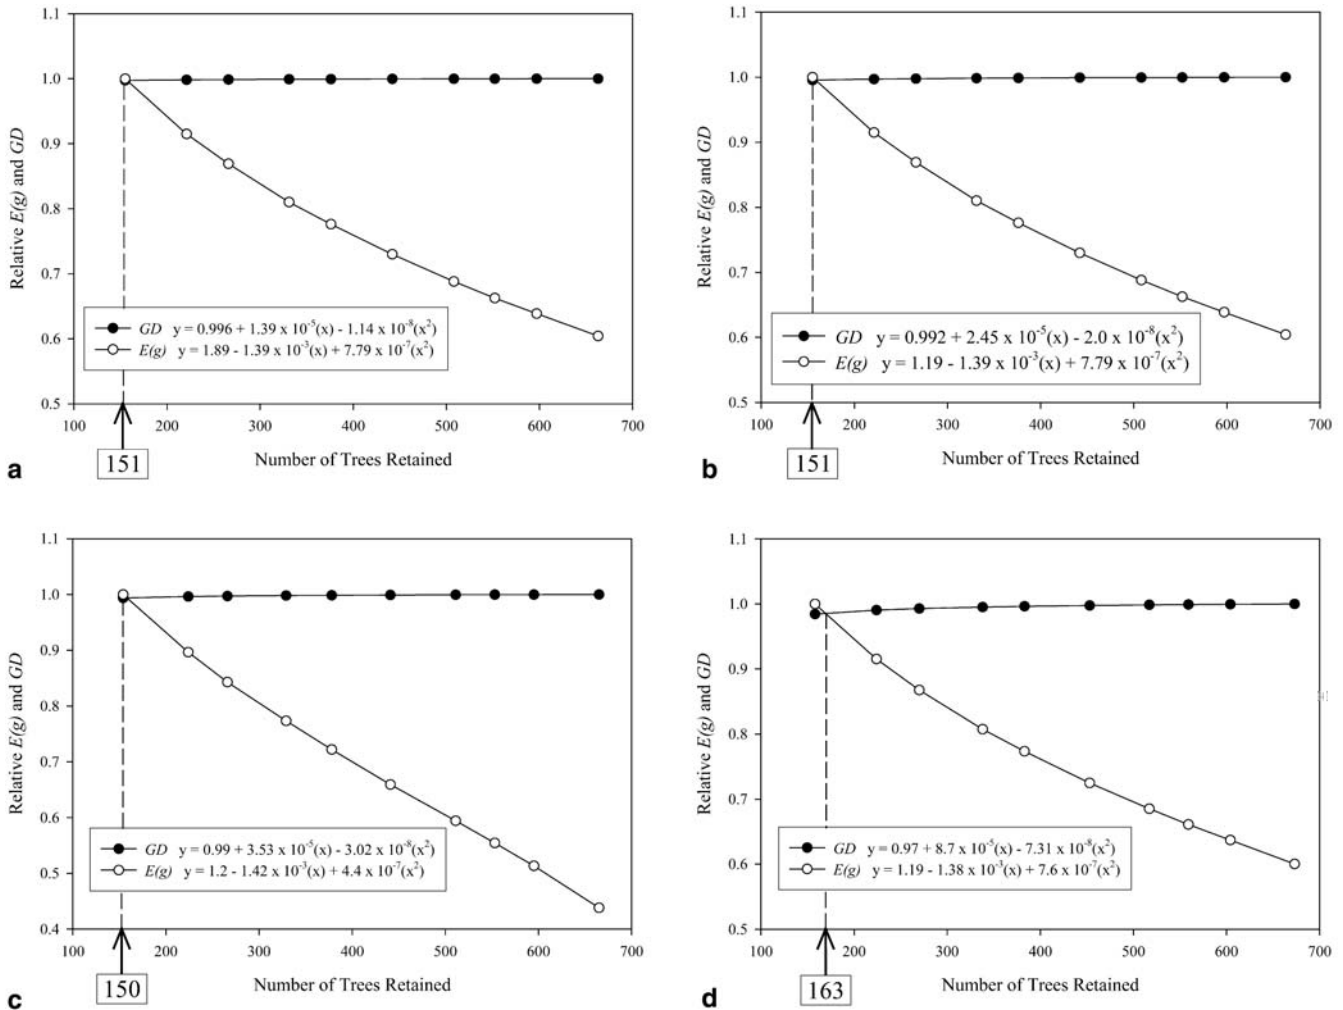 1.1
1.0
0.9
0.8
0.7
0.6
0.5
Relative E(g) and GD
GD y = 0.996 + 1.39 x 10⁻⁵(x) - 1.14 x 10⁻⁸(x²)
E(g) y = 1.89 - 1.39 x 10⁻³(x) + 7.79 x 10⁻⁷(x²)
100 200 300 400 500 600 700
151
Number of Trees Retained
a
1.1
1.0
0.9
0.8
0.7
0.6
0.5
Relative E(g) and GD
GD y = 0.992 + 2.45 x 10⁻⁵(x) - 2.0 x 10⁻⁸(x²)
E(g) y = 1.19 - 1.39 x 10⁻³(x) + 7.79 x 10⁻⁷(x²)
100 200 300 400 500 600 700
151
Number of Trees Retained
b
1.1
1.0
0.9
0.8
0.7
0.6
0.5
0.4
Relative E(g) and GD
GD y = 0.99 + 3.53 x 10⁻⁵(x) - 3.02 x 10⁻⁸(x²)
E(g) y = 1.2 - 1.42 x 10⁻³(x) + 4.4 x 10⁻⁷(x²)
100 200 300 400 500 600 700
150
Number of Trees Retained
c
1.1
1.0
0.9
0.8
0.7
0.6
0.5
Relative E(g) and GD
GD y = 0.97 + 8.7 x 10⁻⁵(x) - 7.31 x 10⁻⁸(x²)
E(g) y = 1.19 - 1.38 x 10⁻³(x) + 7.6 x 10⁻⁷(x²)
100 200 300 400 500 600 700
163
Number of Trees Retained
d